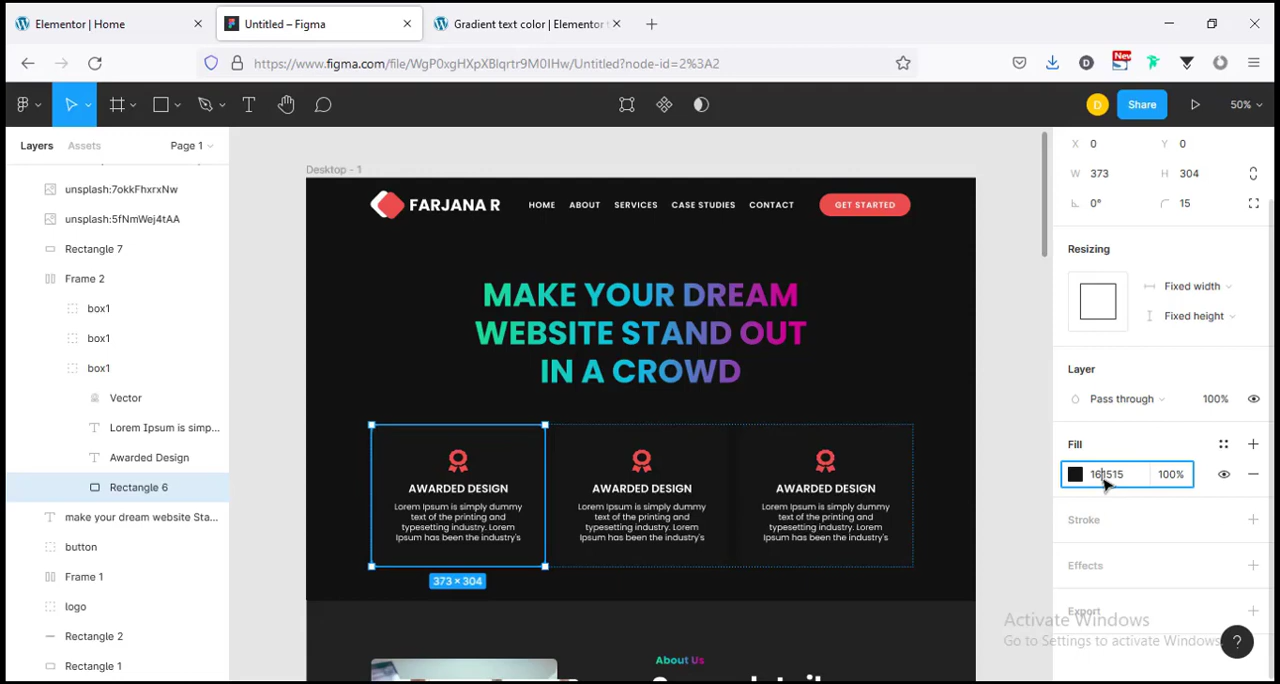 Elementor | Home
Untitled – Figma
Gradient text color | Elementor t
https://www.figma.com/file/WgP0xgHXpXBlqrtr9M0IHw/Untitled?node-id=2%3A2
New
D
Share
50%
Layers
Assets
Page 1
unsplash:7okkFhxrxNw
unsplash:5fNmWej4tAA
Rectangle 7
Frame 2
box1
box1
box1
Vector
Lorem Ipsum is simp...
Awarded Design
Rectangle 6
make your dream website Sta...
button
Frame 1
logo
Rectangle 2
Rectangle 1
Desktop - 1
FARJANA R
HOME
ABOUT
SERVICES
CASE STUDIES
CONTACT
GET STARTED
MAKE YOUR DREAM
WEBSITE STAND OUT
IN A CROWD
AWARDED DESIGN
Lorem Ipsum is simply dummy
text of the printing and
typesetting industry. Lorem
Ipsum has been the industry's
AWARDED DESIGN
Lorem Ipsum is simply dummy
text of the printing and
typesetting industry. Lorem
Ipsum has been the industry's
AWARDED DESIGN
Lorem Ipsum is simply dummy
text of the printing and
typesetting industry. Lorem
Ipsum has been the industry's
373 × 304
About Us
X 0
Y 0
W 373
H 304
0°
15
Resizing
Fixed width
Fixed height
Layer
Pass through
100%
Fill
161515
100%
Stroke
Effects
Export
Activate Windows
Go to Settings to activate Windows.
?